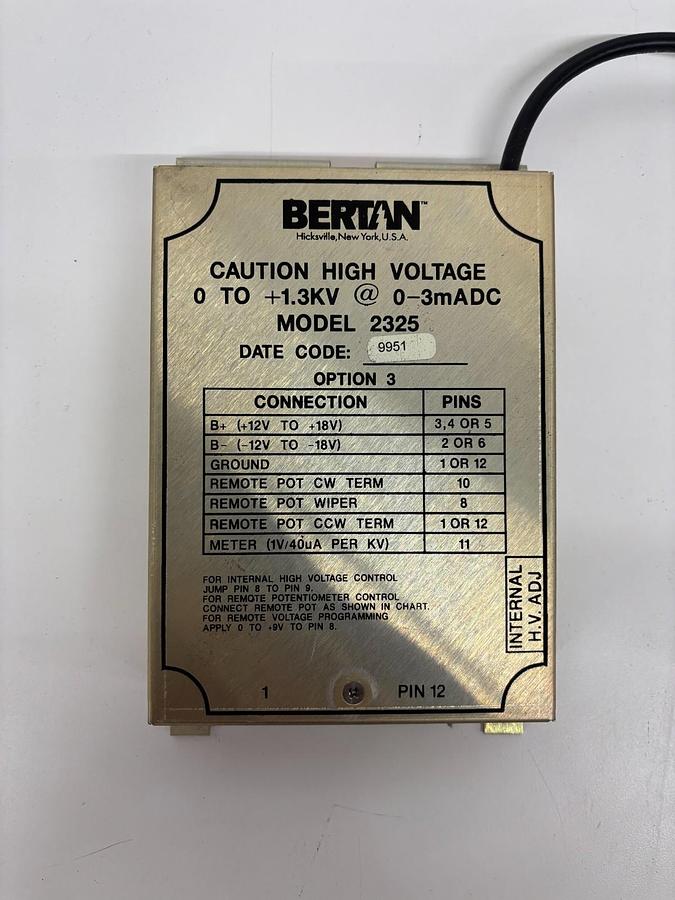 BERTAN™
Hicksville, New York, U.S.A.
CAUTION HIGH VOLTAGE
0 TO +1.3KV @ 0-3mADC
MODEL 2325
DATE CODE: 9951
OPTION 3
CONNECTION PINS
B+ (+12V TO +18V) 3,4 OR 5
B- (-12V TO -18V) 2 OR 6
GROUND 1 OR 12
REMOTE POT CW TERM 10
REMOTE POT WIPER 8
REMOTE POT CCW TERM 1 OR 12
METER (1V/40uA PER KV) 11
FOR INTERNAL HIGH VOLTAGE CONTROL
JUMP PIN 8 TO PIN 9.
FOR REMOTE POTENTIOMETER CONTROL
CONNECT REMOTE POT AS SHOWN IN CHART.
FOR REMOTE VOLTAGE PROGRAMMING
APPLY 0 TO +9V TO PIN 8.
INTERNAL
H.V. ADJ
1 PIN 12